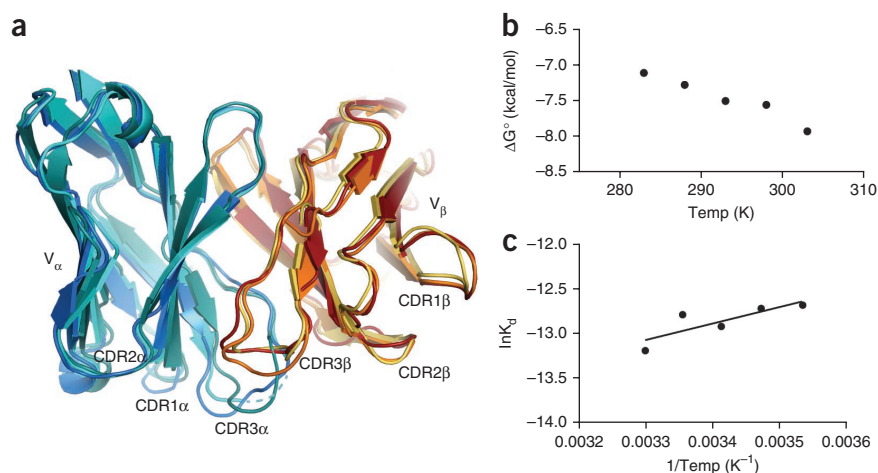 a
Vα
Vβ
CDR1β
CDR2α
CDR3β
CDR2β
CDR1α
CDR3α
b
−6.5
−7.0
−7.5
−8.0
−8.5
ΔG° (kcal/mol)
280 290 300 310
Temp (K)
c
−12.0
−12.5
−13.0
−13.5
−14.0
lnKd
0.0032 0.0033 0.0034 0.0035 0.0036
1/Temp (K⁻¹)